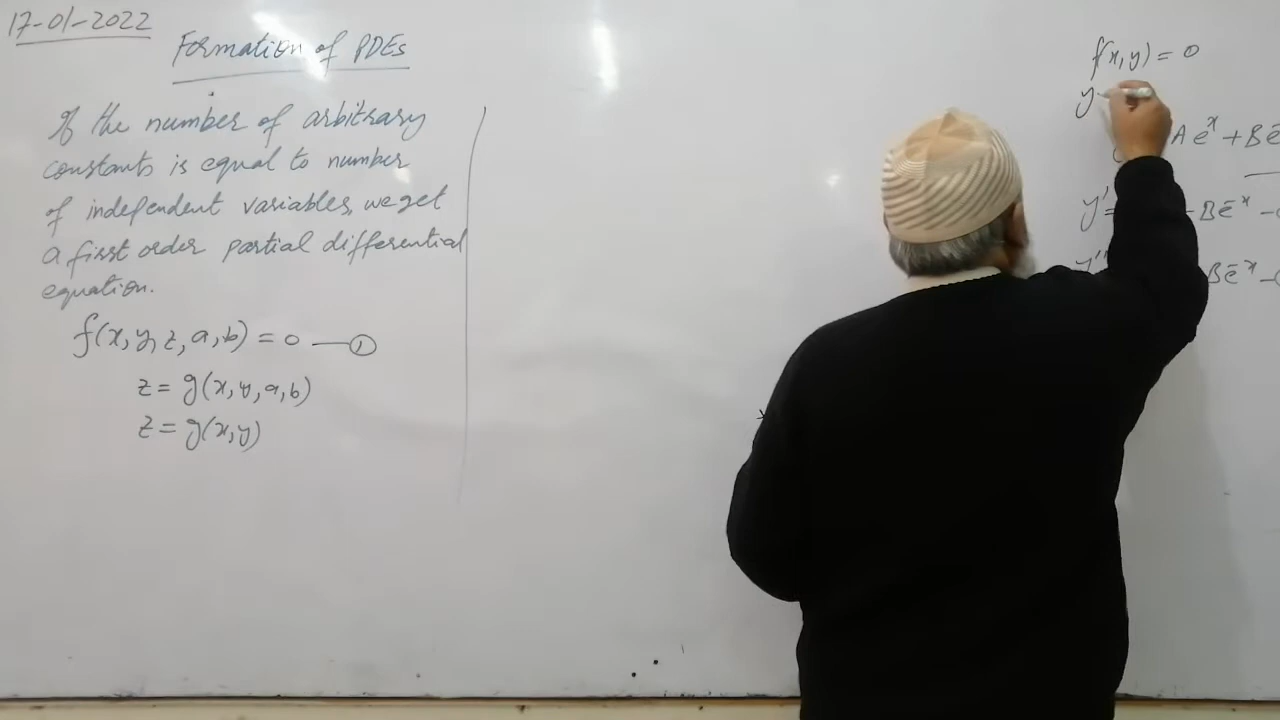 17-01-2022
Formation of PDEs
If the number of arbitrary
constants is equal to number
of independent variables, we get
a first order partial differential
equation.
f(x, y, z, a, b) = 0 — ①
z = g(x, y, a, b)
z = g(x, y)
f(x, y) = 0
y
A eˣ + B e
y' = - B e⁻ˣ -
y'' B e⁻ˣ -